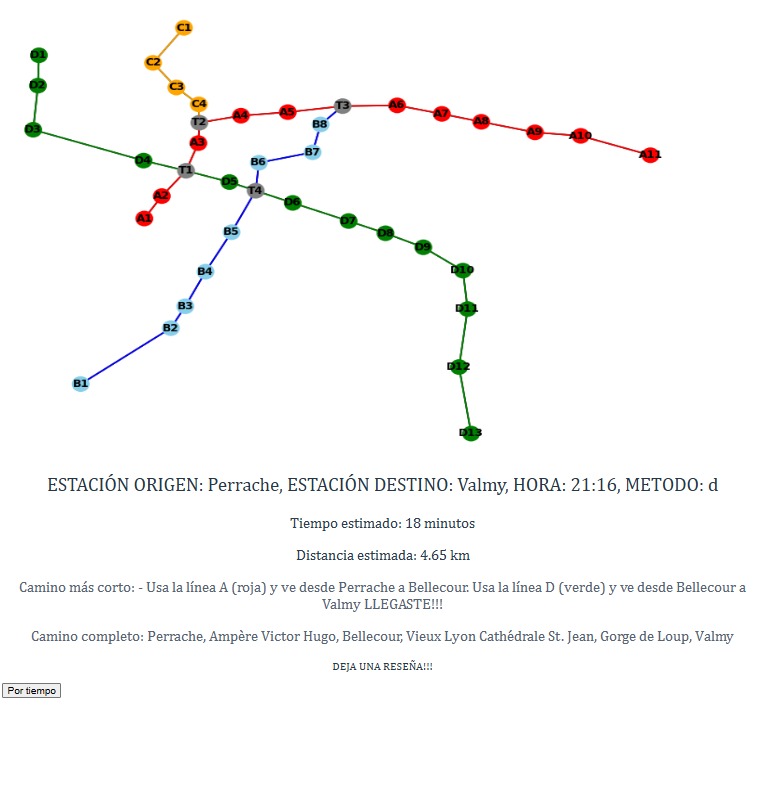 C1
D1
C2
D2
C3
C4
T3
A6
A5
A7
A4
T2
A8
B8
D3
A9
A10
A3
B7
A11
D4
B6
T1
D5
T4
A2
D6
A1
D7
B5
D8
D9
D10
B4
B3
D11
B2
D12
B1
D13
ESTACIÓN ORIGEN: Perrache, ESTACIÓN DESTINO: Valmy, HORA: 21:16, METODO: d
Tiempo estimado: 18 minutos
Distancia estimada: 4.65 km
Camino más corto: - Usa la línea A (roja) y ve desde Perrache a Bellecour. Usa la línea D (verde) y ve desde Bellecour a
Valmy LLEGASTE!!!
Camino completo: Perrache, Ampère Victor Hugo, Bellecour, Vieux Lyon Cathédrale St. Jean, Gorge de Loup, Valmy
DEJA UNA RESEÑA!!!
Por tiempo